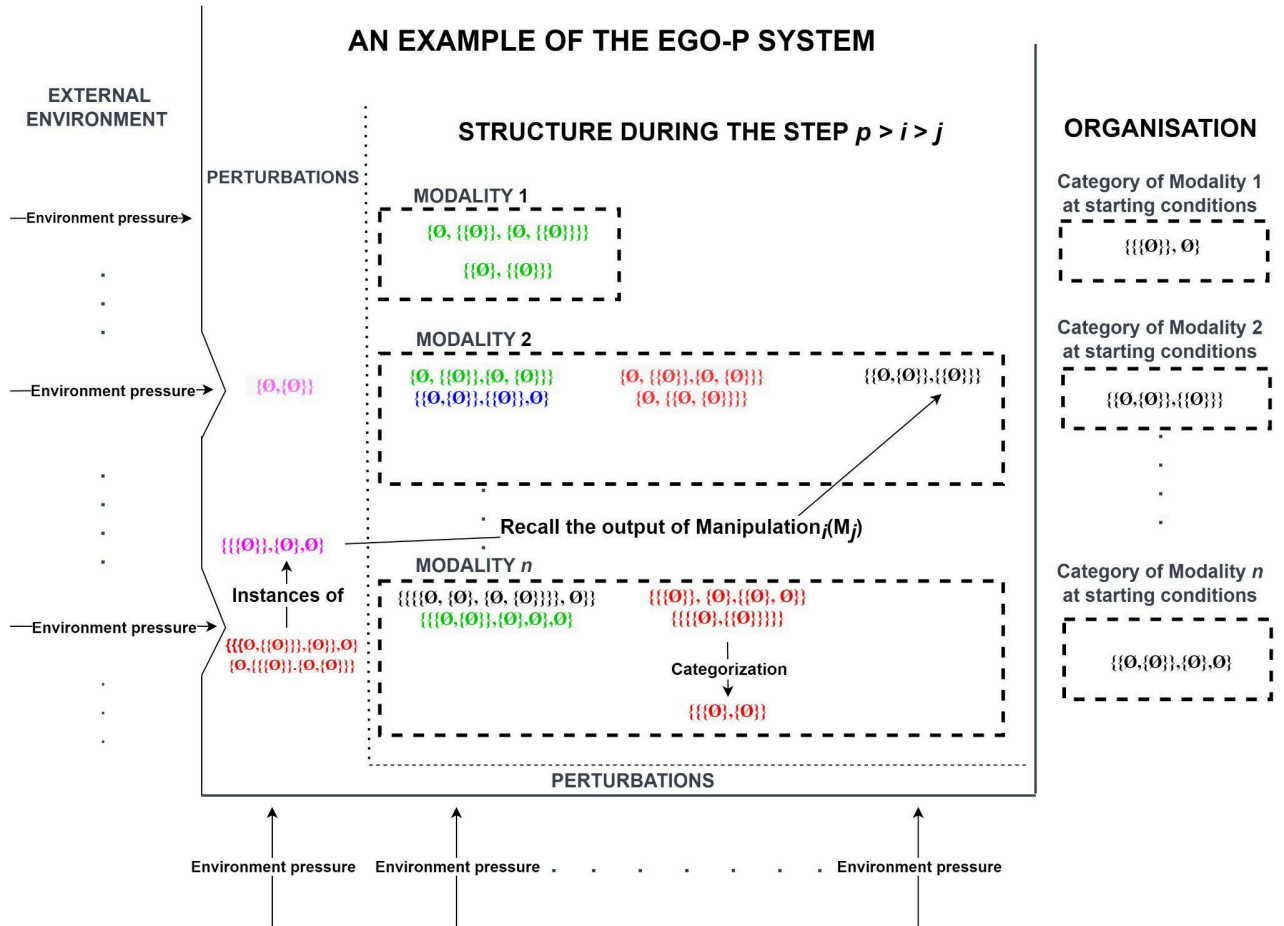 AN EXAMPLE OF THE EGO-P SYSTEM
EXTERNAL
ENVIRONMENT
STRUCTURE DURING THE STEP p > i > j
ORGANISATION
PERTURBATIONS
MODALITY 1
Category of Modality 1
at starting conditions
Environment pressure
{Ø, {{Ø}}, {Ø, {{Ø}}}}
{{Ø}, {{Ø}}}
{{{Ø}}, Ø}
MODALITY 2
Category of Modality 2
at starting conditions
Environment pressure
{Ø,{Ø}}
{Ø, {{Ø}},{Ø, {Ø}}}
{{Ø,{Ø}},{{Ø}},Ø}
{Ø, {{Ø}},{Ø, {Ø}}}
{Ø, {{Ø, {Ø}}}}
{{Ø,{Ø}},{{Ø}}}
{{Ø,{Ø}},{{Ø}}}
Recall the output of Manipulationi(Mj)
{{{Ø}},{Ø},Ø}
Instances of
MODALITY n
Category of Modality n
at starting conditions
Environment pressure
{{{Ø,{{Ø}}},{Ø}},Ø}
{Ø,{{{Ø}}.{Ø,{Ø}}}
{{{{Ø, {Ø}, {Ø, {Ø}}}}, Ø}}
{{{Ø,{Ø}},{Ø},Ø},Ø}
{{{Ø}}, {Ø},{{Ø}, Ø}}
{{{{Ø},{{Ø}}}}}
Categorization
{{{Ø},{Ø}}
{{Ø,{Ø}},{Ø},Ø}
PERTURBATIONS
Environment pressure Environment pressure . . . . . . . Environment pressure